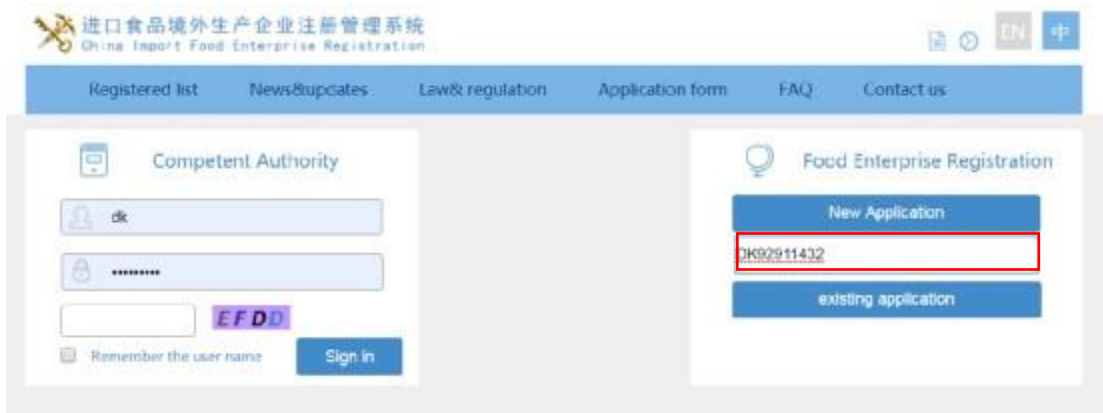 进口食品境外生产企业注册管理系统
China Import Food Enterprise Registration
EN 中
Registered list News&updates Law& regulation Application form FAQ Contact us
Competent Authority
dk
•••••••••
EFDD
Remember the user name Sign in
Food Enterprise Registration
New Application
DK92911432
existing application